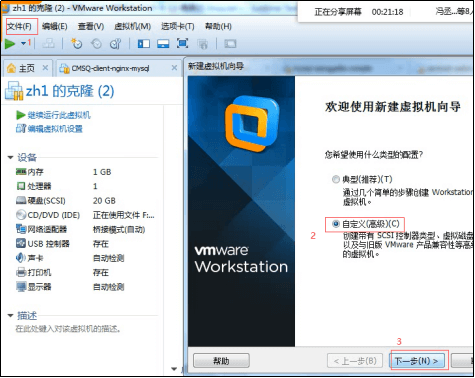 zh1 的克隆 (2) - VMware Workstation
正在分享屏幕 00:21:18 冯丞...等8人
文件(F) 编辑(E) 查看(V) 虚拟机(M) 选项卡(T) 帮助(H)
1
主页 CMSQ-client-nginx-mysql
zh1 的克隆 (2)
继续运行此虚拟机
编辑虚拟机设置
设备
内存 1 GB
处理器 1
硬盘(SCSI) 20 GB
CD/DVD (IDE) 正在使用文件 F:...
网络适配器 桥接模式(自动)
USB 控制器 存在
声卡 自动检测
打印机 存在
显示器 自动检测
描述
在此处键入对该虚拟机的描述。
新建虚拟机向导
vmware
Workstation
欢迎使用新建虚拟机向导
您希望使用什么类型的配置?
典型(推荐)(T)
通过几个简单的步骤创建 Workstation
虚拟机。
2
自定义(高级)(C)
创建带有 SCSI 控制器类型、虚拟磁盘
以及与旧版 VMware 产品兼容性等高级
的虚拟机。
3
帮助 < 上一步(B) 下一步(N) >